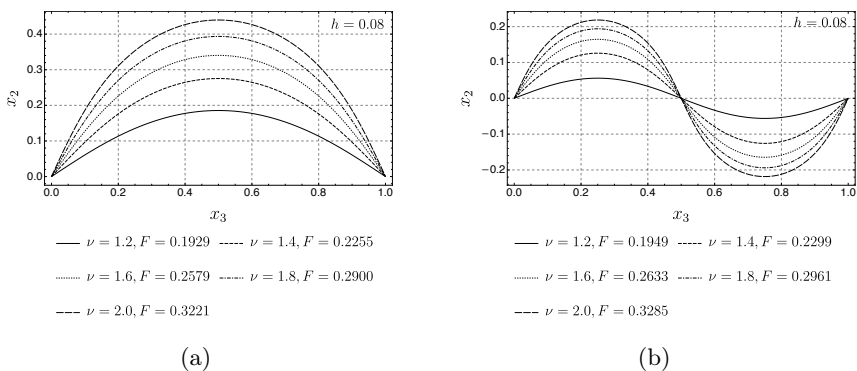 h = 0.08
0.4
0.3
0.2
0.1
0.0
x₂
0.0 0.2 0.4 0.6 0.8 1.0
x₃
ν = 1.2, F = 0.1929 ν = 1.4, F = 0.2255
ν = 1.6, F = 0.2579 ν = 1.8, F = 0.2900
ν = 2.0, F = 0.3221
(a)
h = 0.08
0.2
0.1
0.0
−0.1
−0.2
x₂
0.0 0.2 0.4 0.6 0.8 1.0
x₃
ν = 1.2, F = 0.1949 ν = 1.4, F = 0.2299
ν = 1.6, F = 0.2633 ν = 1.8, F = 0.2961
ν = 2.0, F = 0.3285
(b)